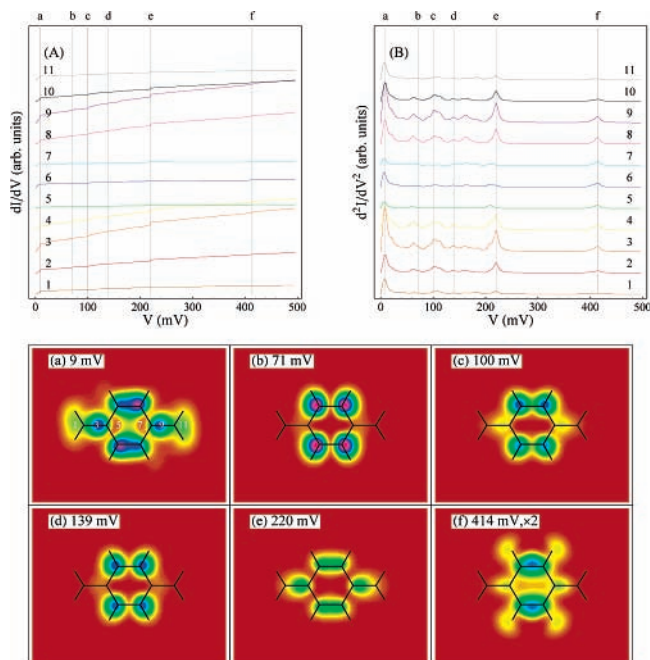 a b c d e f
a b c d e f
(A)
(B)
dI/dV (arb. units)
d²I/dV² (arb. units)
11
10
9
8
7
6
5
4
3
2
1
11
10
9
8
7
6
5
4
3
2
1
0 100 200 300 400 500
V (mV)
0 100 200 300 400 500
V (mV)
(a) 9 mV
(b) 71 mV
(c) 100 mV
5 7
(d) 139 mV
(e) 220 mV
(f) 414 mV,×2